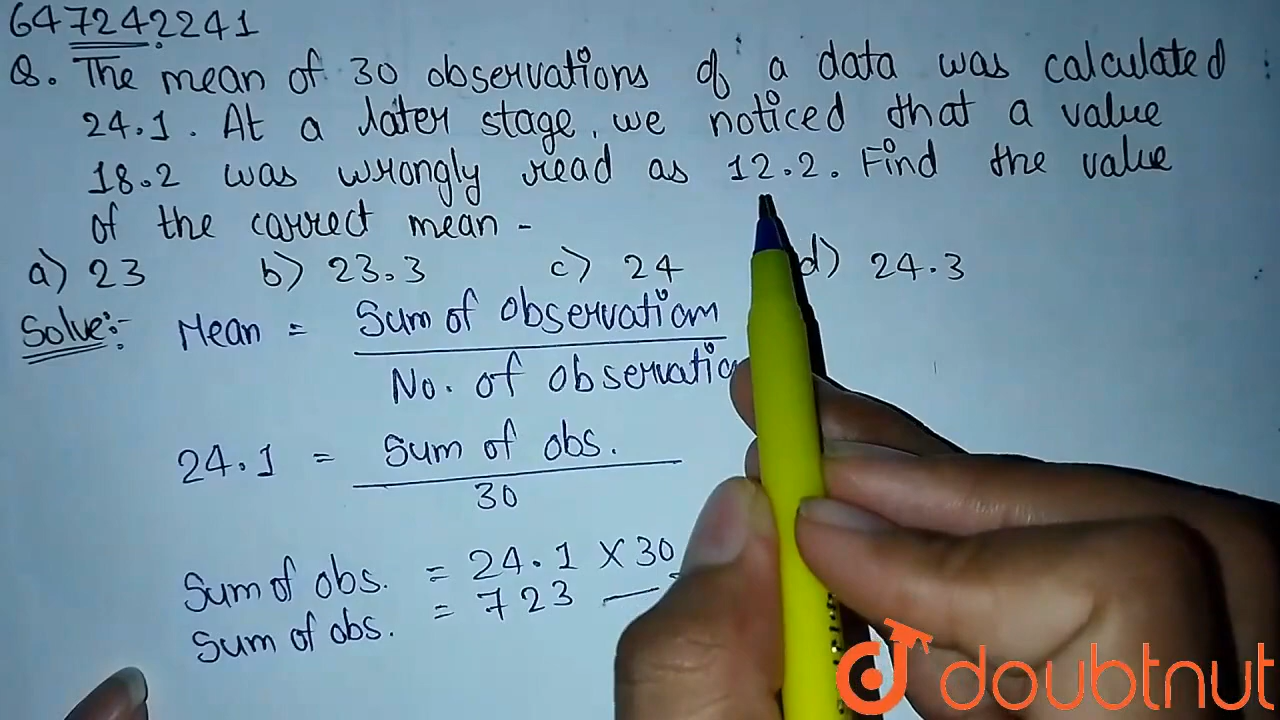 647242241
Q. The mean of 30 observations of a data was calculated
24.1. At a later stage, we noticed that a value
18.2 was wrongly read as 12.2. Find the value
of the correct mean -
a) 23 b) 23.3 c) 24 d) 24.3
Solve:- Mean = Sum of observation
No. of
24.1 = Sum of obs.
30
Sum of obs. = 24.1 × 30
Sum of obs. = 723 —
doubtnut